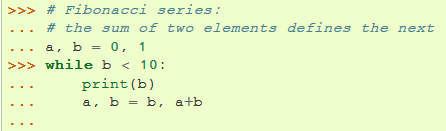 >>> # Fibonacci series:
... # the sum of two elements defines the next
... a, b = 0, 1
>>> while b < 10:
...     print(b)
...     a, b = b, a+b
...